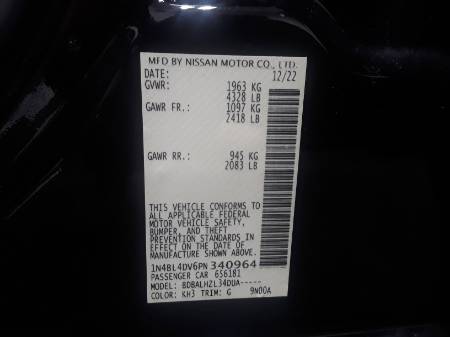 MFD BY NISSAN MOTOR CO., LTD.
DATE: 12/22
GVWR: 1963 KG
4328 LB
GAWR FR.: 1097 KG
2418 LB
GAWR RR.: 945 KG
2083 LB
THIS VEHICLE CONFORMS TO
ALL APPLICABLE FEDERAL
MOTOR VEHICLE SAFETY,
BUMPER, AND THEFT
PREVENTION STANDARDS IN
EFFECT ON THE DATE OF
MANUFACTURE SHOWN ABOVE.
1N4BL4DV6PN 340964
PASSENGER CAR 656181
MODEL: BDBALHZL34DUA-----
COLOR: KH3 TRIM: G 9N00A